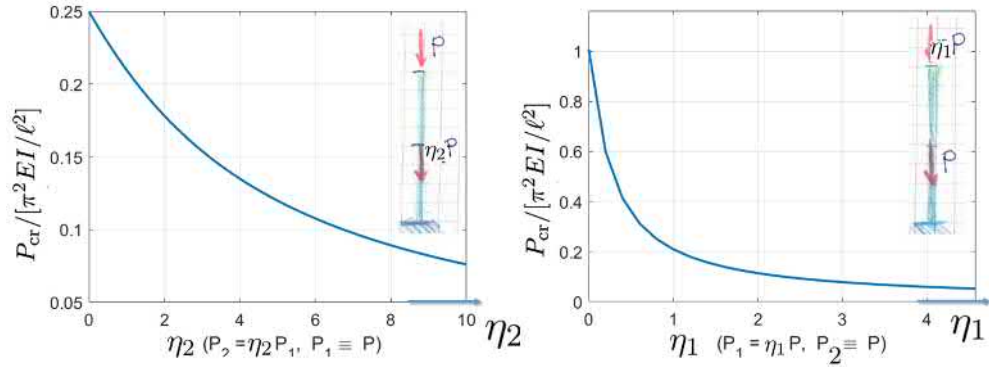 0.25
0.2
0.15
0.1
0.05
P_cr/[π²EI/ℓ²]
0 2 4 6 8 10
η₂ (P₂ =η₂P₁, P₁ ≡ P)
η₂
P
η₂P
1
0.8
0.6
0.4
0.2
0
P_cr/[π²EI/ℓ²]
0 1 2 3 4
η₁ (P₁ = η₁P, P₂≡ P)
η₁
η₁P
P